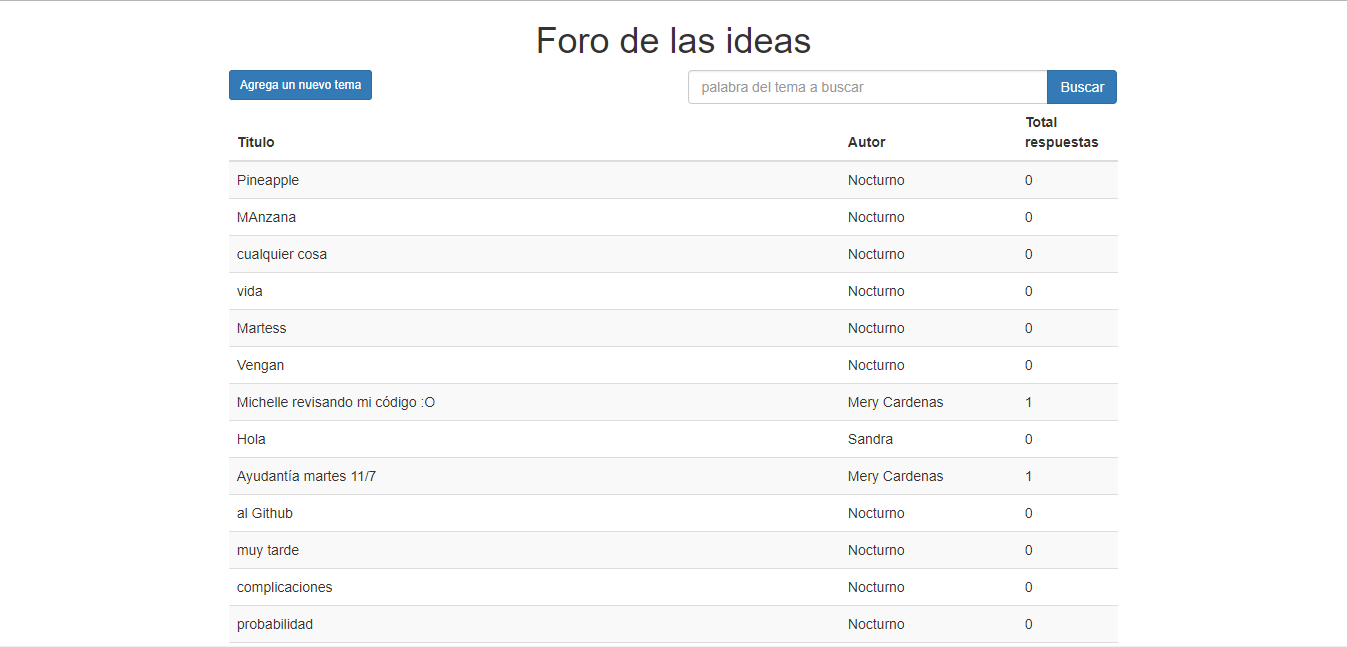 Foro de las ideas
Agrega un nuevo tema
palabra del tema a buscar Buscar
Titulo Autor Total respuestas
Pineapple Nocturno 0
MAnzana Nocturno 0
cualquier cosa Nocturno 0
vida Nocturno 0
Martess Nocturno 0
Vengan Nocturno 0
Michelle revisando mi código :O Mery Cardenas 1
Hola Sandra 0
Ayudantía martes 11/7 Mery Cardenas 1
al Github Nocturno 0
muy tarde Nocturno 0
complicaciones Nocturno 0
probabilidad Nocturno 0